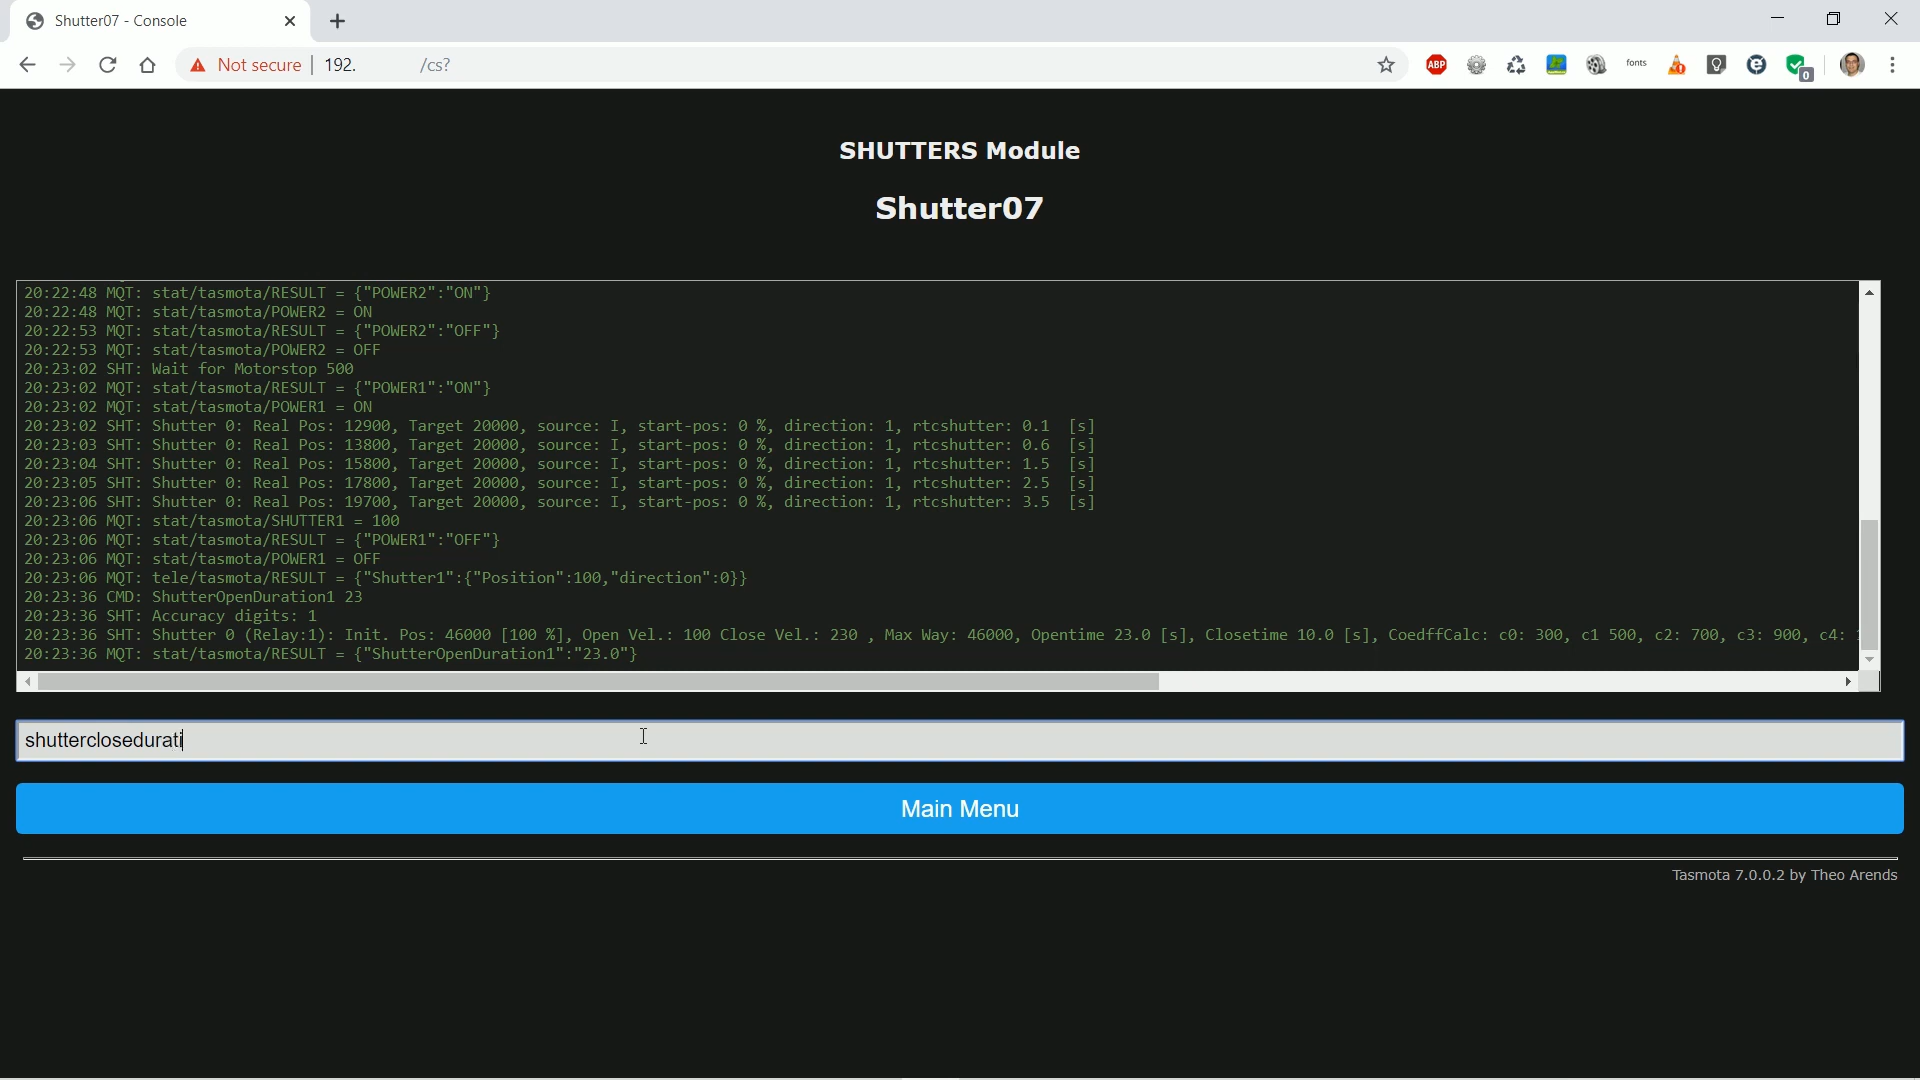 Shutter07 - Console
Not secure | 192. /cs?
ABP
fonts
0
SHUTTERS Module
Shutter07
20:22:48 MQT: stat/tasmota/RESULT = {"POWER2":"ON"}
20:22:48 MQT: stat/tasmota/POWER2 = ON
20:22:53 MQT: stat/tasmota/RESULT = {"POWER2":"OFF"}
20:22:53 MQT: stat/tasmota/POWER2 = OFF
20:23:02 SHT: Wait for Motorstop 500
20:23:02 MQT: stat/tasmota/RESULT = {"POWER1":"ON"}
20:23:02 MQT: stat/tasmota/POWER1 = ON
20:23:02 SHT: Shutter 0: Real Pos: 12900, Target 20000, source: I, start-pos: 0 %, direction: 1, rtcshutter: 0.1 [s]
20:23:03 SHT: Shutter 0: Real Pos: 13800, Target 20000, source: I, start-pos: 0 %, direction: 1, rtcshutter: 0.6 [s]
20:23:04 SHT: Shutter 0: Real Pos: 15800, Target 20000, source: I, start-pos: 0 %, direction: 1, rtcshutter: 1.5 [s]
20:23:05 SHT: Shutter 0: Real Pos: 17800, Target 20000, source: I, start-pos: 0 %, direction: 1, rtcshutter: 2.5 [s]
20:23:06 SHT: Shutter 0: Real Pos: 19700, Target 20000, source: I, start-pos: 0 %, direction: 1, rtcshutter: 3.5 [s]
20:23:06 MQT: stat/tasmota/SHUTTER1 = 100
20:23:06 MQT: stat/tasmota/RESULT = {"POWER1":"OFF"}
20:23:06 MQT: stat/tasmota/POWER1 = OFF
20:23:06 MQT: tele/tasmota/RESULT = {"Shutter1":{"Position":100,"direction":0}}
20:23:36 CMD: ShutterOpenDuration1 23
20:23:36 SHT: Accuracy digits: 1
20:23:36 SHT: Shutter 0 (Relay:1): Init. Pos: 46000 [100 %], Open Vel.: 100 Close Vel.: 230 , Max Way: 46000, Opentime 23.0 [s], Closetime 10.0 [s], CoedffCalc: c0: 300, c1 500, c2: 700, c3: 900, c4:
20:23:36 MQT: stat/tasmota/RESULT = {"ShutterOpenDuration1":"23.0"}
shutterclosedurati
Main Menu
Tasmota 7.0.0.2 by Theo Arends